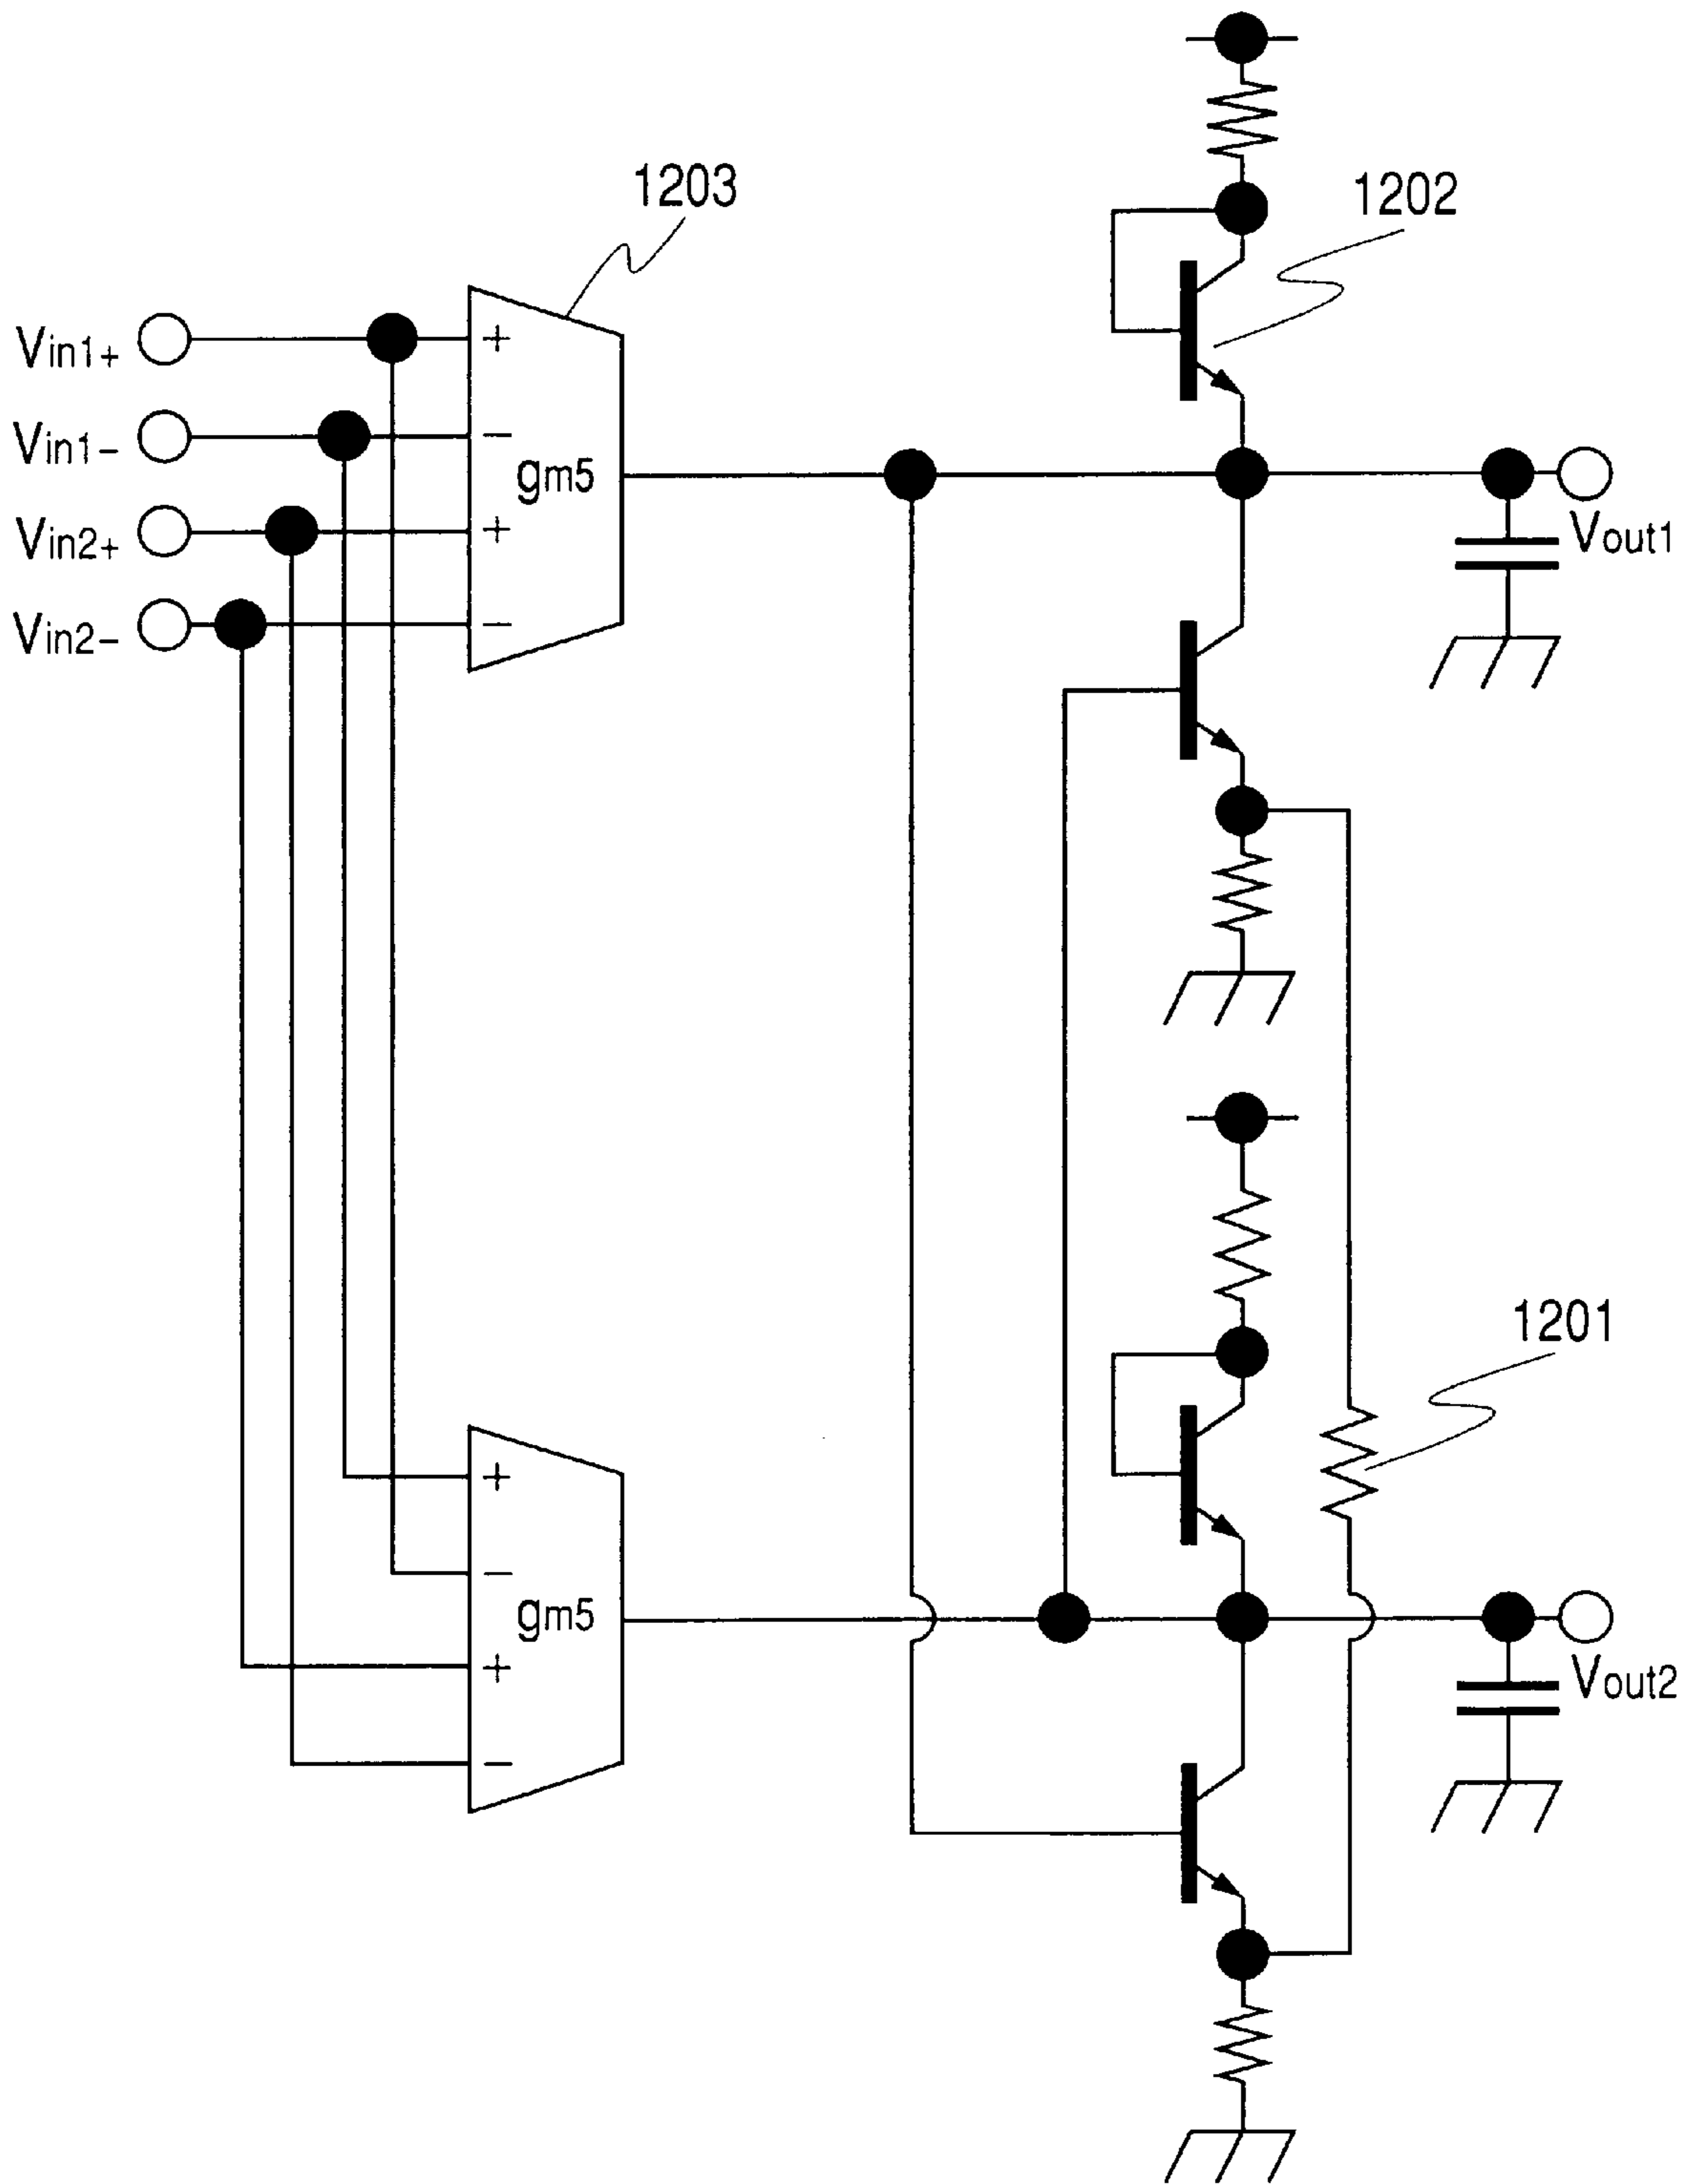 1203
1202
Vin1+
+
Vin1-
−
gm5
Vin2+
+
Vout1
Vin2-
−
1201
+
−
gm5
+
Vout2
−